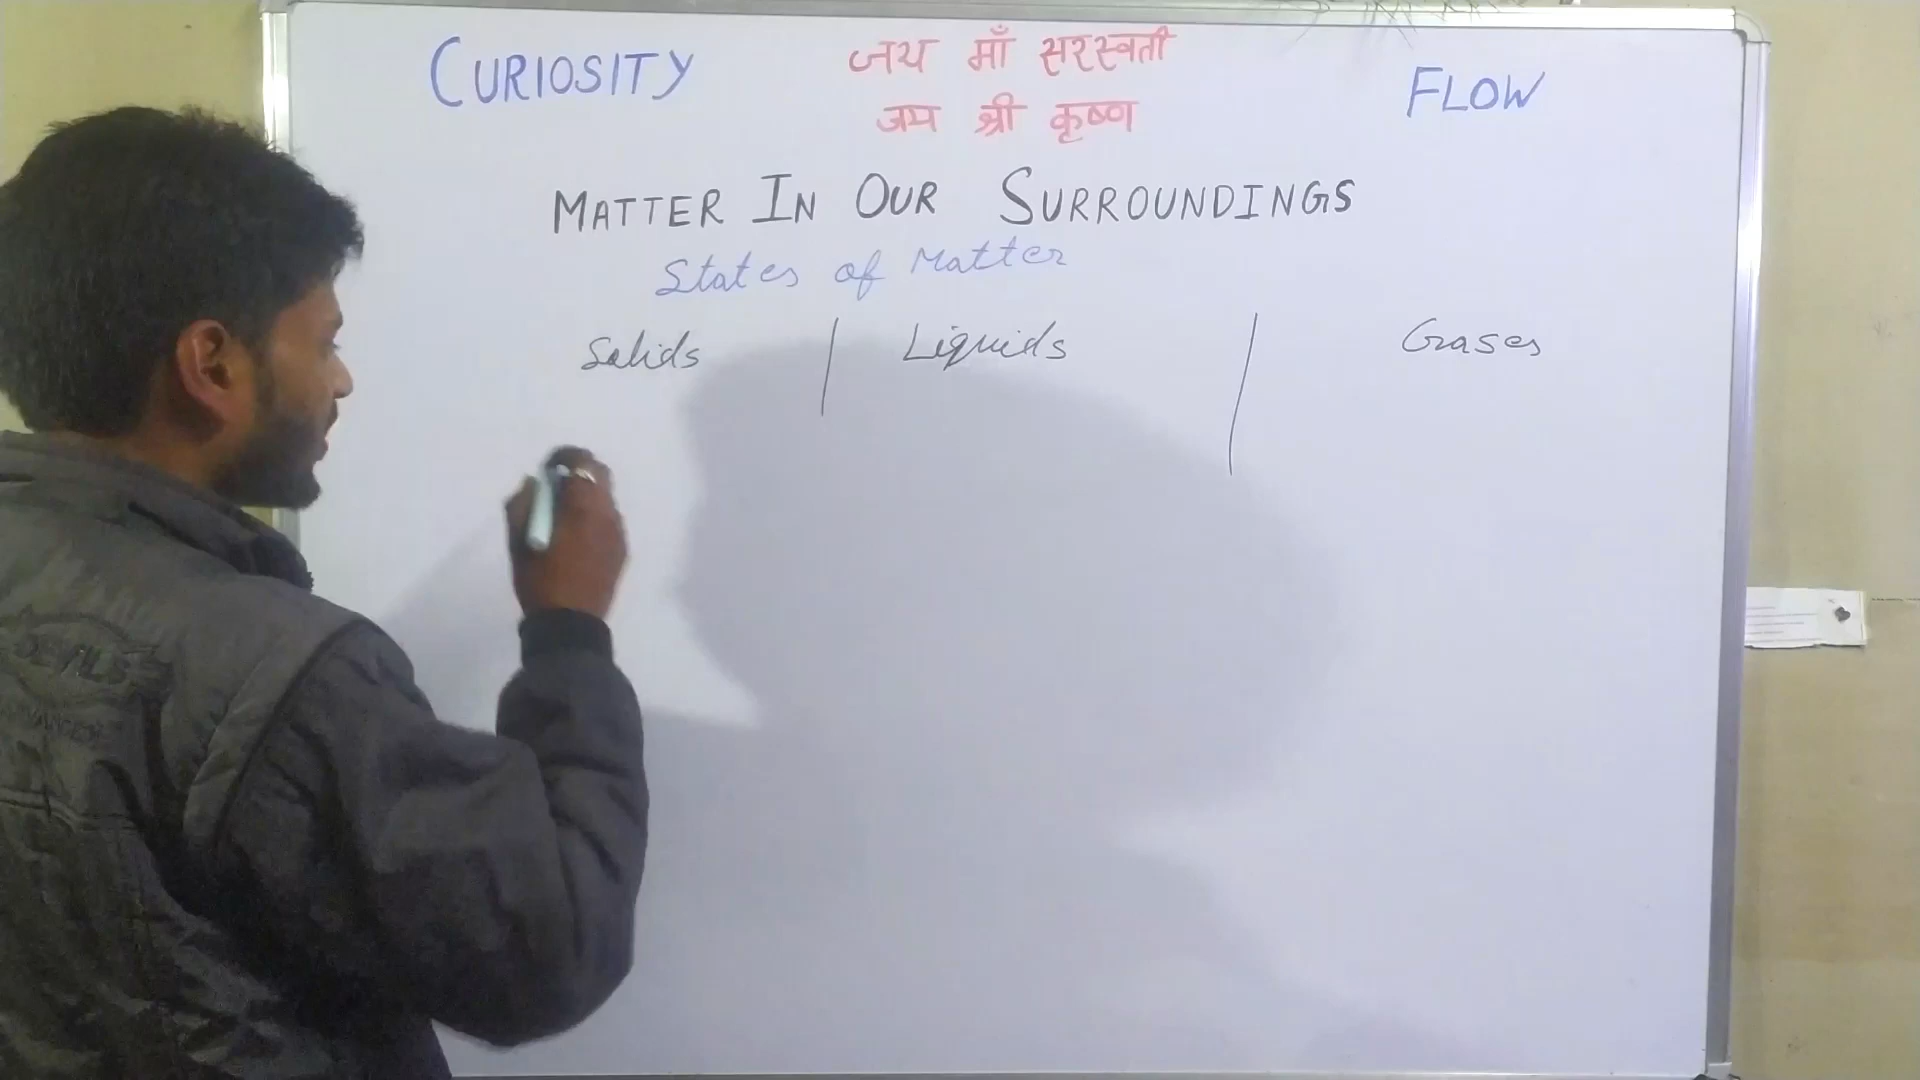 CURIOSITY
जय माँ सरस्वती
जय श्री कृष्ण
FLOW
MATTER IN OUR SURROUNDINGS
States of Matter
Solids
Liquids
Gases